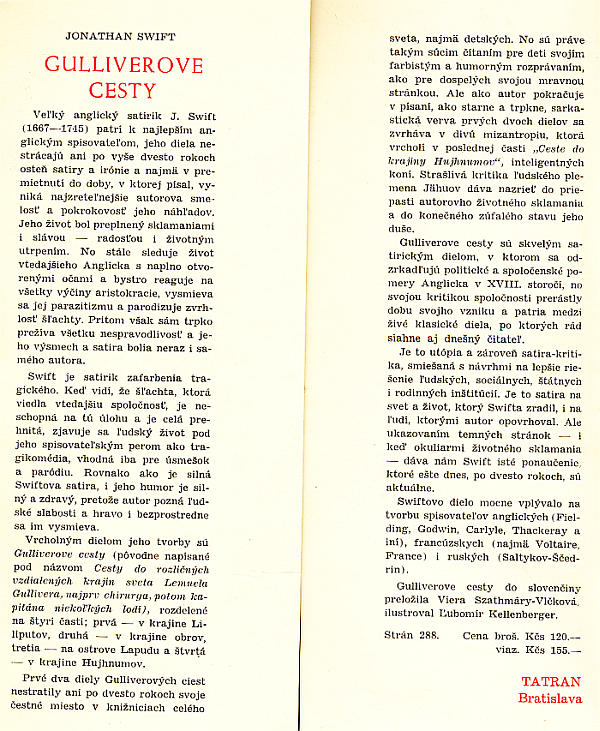 JONATHAN SWIFT
GULLIVEROVE
CESTY
Veľký anglický satirik J. Swift
(1667—1745) patrí k najlepším an-
glickým spisovateľom, jeho diela ne-
strácajú ani po vyše dvesto rokoch
osteň satiry a irónie a najmä v pre-
mietnutí do doby, v ktorej písal, vy-
niká najzreteľnejšie autorova sme-
losť a pokrokovosť jeho náhľadov.
Jeho život bol preplnený sklamaniami
i slávou — radosťou i životným
utrpením. No stále sleduje život
vtedajšieho Anglicka s naplno otvo-
renými očami a bystro reaguje na
všetky výčiny aristokracie, vysmieva
sa jej parazitizmu a parodizuje zvrh-
losť šľachty. Pritom však sám trpko
prežíva všetku nespravodlivosť a je-
ho výsmech a satira bolia neraz i sa-
mého autora.
Swift je satirik zafarbenia tra-
gického. Keď vidí, že šľachta, ktorá
viedla vtedajšiu spoločnosť, je ne-
schopná na tú úlohu a je celá pre-
hnitá, zjavuje sa ľudský život pod
jeho spisovateľským perom ako tra-
gikomédia, vhodná iba pre úsmešok
a paródiu. Rovnako ako je silná
Swiftova satira, i jeho humor je sil-
ný a zdravý, pretože autor pozná ľud-
ské slabosti a hravo i bezprostredne
sa im vysmieva.
Vrcholným dielom jeho tvorby sú
Gulliverove cesty (pôvodne napísané
pod názvom Cesty do rozličných
vzdialených krajín sveta Lemuela
Gullivera, najprv chirurga, potom ka-
pitána niekoľkých lodí), rozdelené
na štyri časti; prvá — v krajine Li-
liputov, druhá — v krajine obrov,
tretia — na ostrove Lapudu a štvrtá
— v krajine Hujhnumov.
Prvé dva diely Gulliverových ciest
nestratily ani po dvesto rokoch svoje
čestné miesto v knižniciach celého
sveta, najmä detských. No sú práve
takým súcim čítaním pre deti svojím
farbistým a humorným rozprávaním,
ako pre dospelých svojou mravnou
stránkou. Ale ako autor pokračuje
v písaní, ako starne a trpkne, sarka-
stická verva prvých dvoch dielov sa
zvrháva v divú mizantropiu, ktorá
vrcholí v poslednej časti „Ceste do
krajiny Hujhnumov“, inteligentných
koní. Strašlivá kritika ľudského ple-
mena Jåhuov dáva nazrieť do prie-
pasti autorovho životného sklamania
a do konečného zúfalého stavu jeho
duše.
Gulliverove cesty sú skvelým sa-
tirickým dielom, v ktorom sa od-
zrkadľujú politické a spoločenské po-
mery Anglicka v XVIII. storočí, no
svojou kritikou spoločnosti prerástly
dobu svojho vzniku a patria medzi
živé klasické diela, po ktorých rád
siahne aj dnešný čitateľ.
Je to utópia a zároveň satira-kriti-
ka, smiešaná s návrhmi na lepšie rie-
šenie ľudských, sociálnych, štátnych
i rodinných inštitúcií. Je to satira na
svet a život, ktorý Swifta zradil, i na
ľudí, ktorými autor opovrhoval. Ale
ukazovaním temných stránok — i
keď okuliarmi životného sklamania
— dáva nám Swift isté ponaučenie,
ktoré ešte dnes, po dvesto rokoch, sú
aktuálne.
Swiftovo dielo mocne vplývalo na
tvorbu spisovateľov anglických (Fiel-
ding, Godwin, Carlyle, Thackeray a
iní), francúzskych (najmä Voltaire,
France) i ruských (Saltykov-Ščed-
rin).
Gulliverove cesty do slovenčiny
preložila Viera Szathmáry-Vlčková,
ilustroval Ľubomír Kellenberger.
Strán 288. Cena broš. Kčs 120.—
viaz. Kčs 155.—
TATRAN
Bratislava